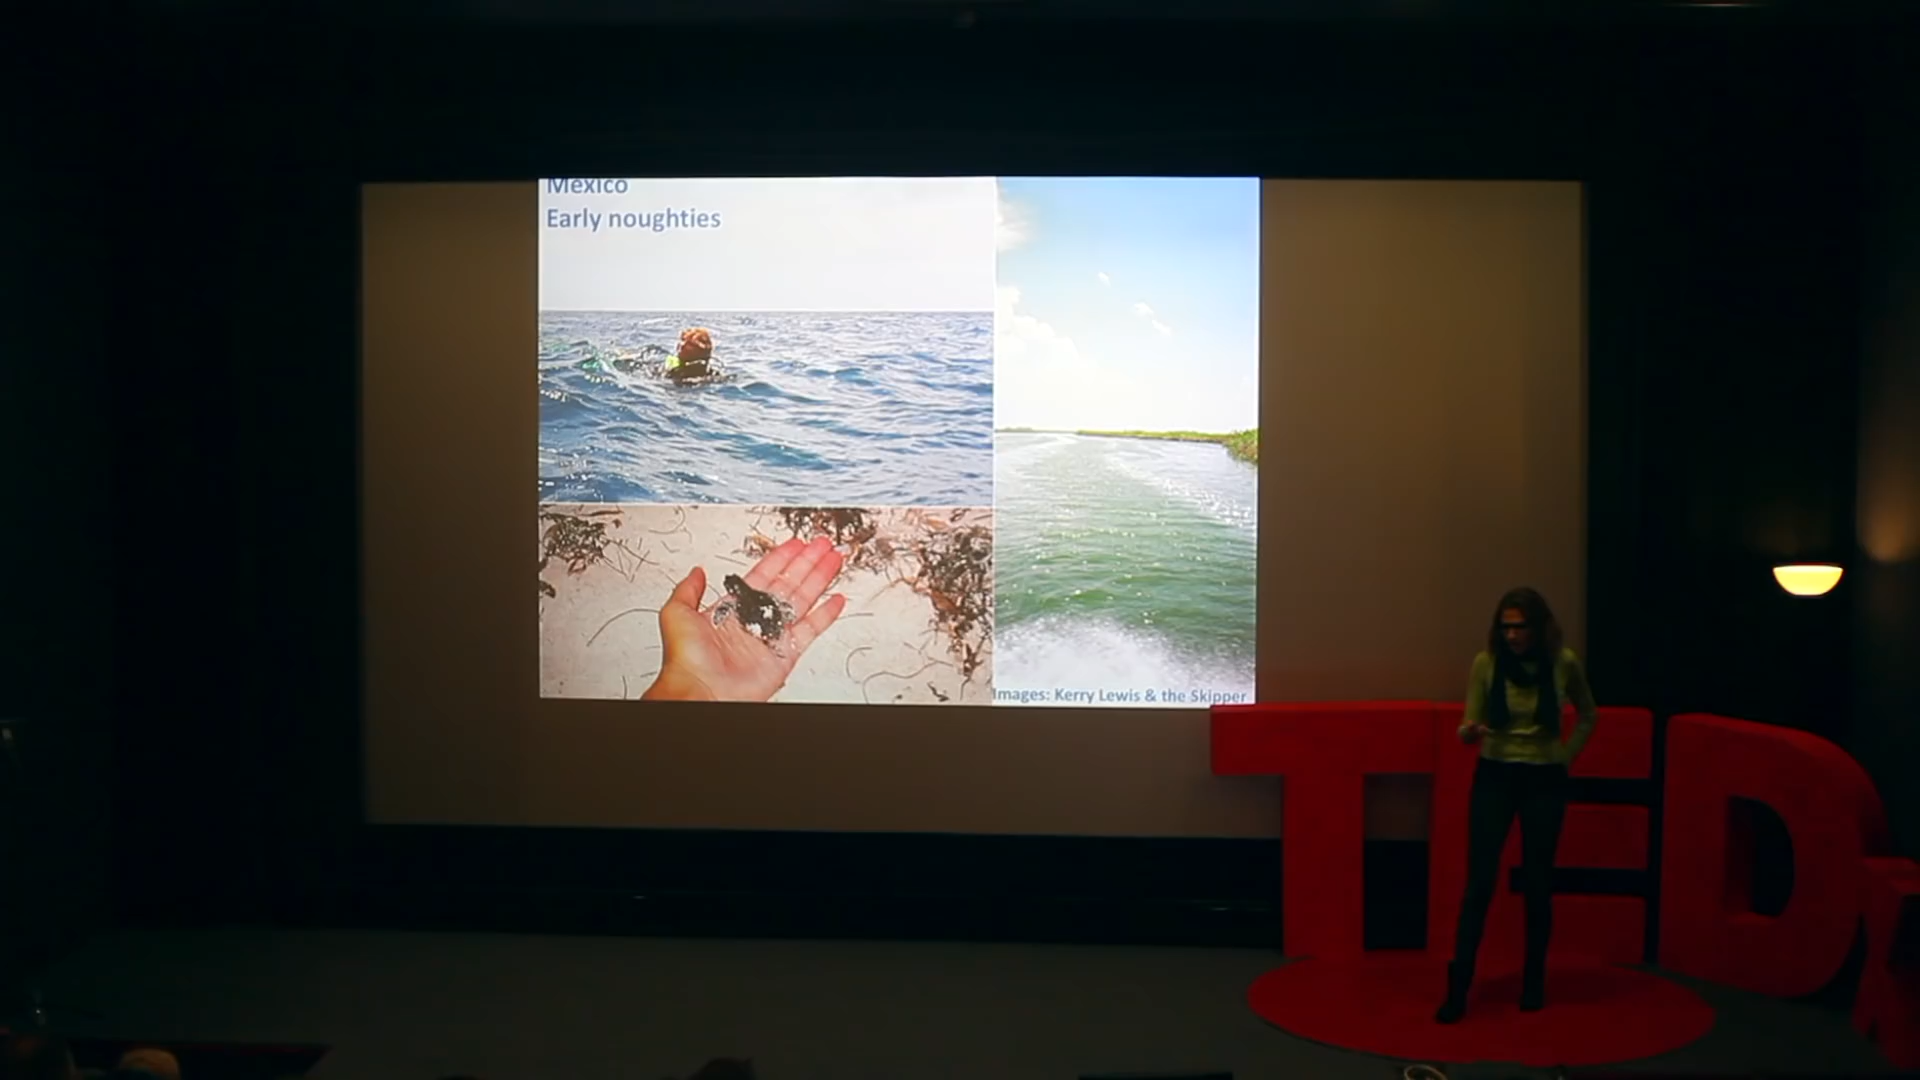 Mexico
Early noughties
Images: Kerry Lewis & the Skipper
TED